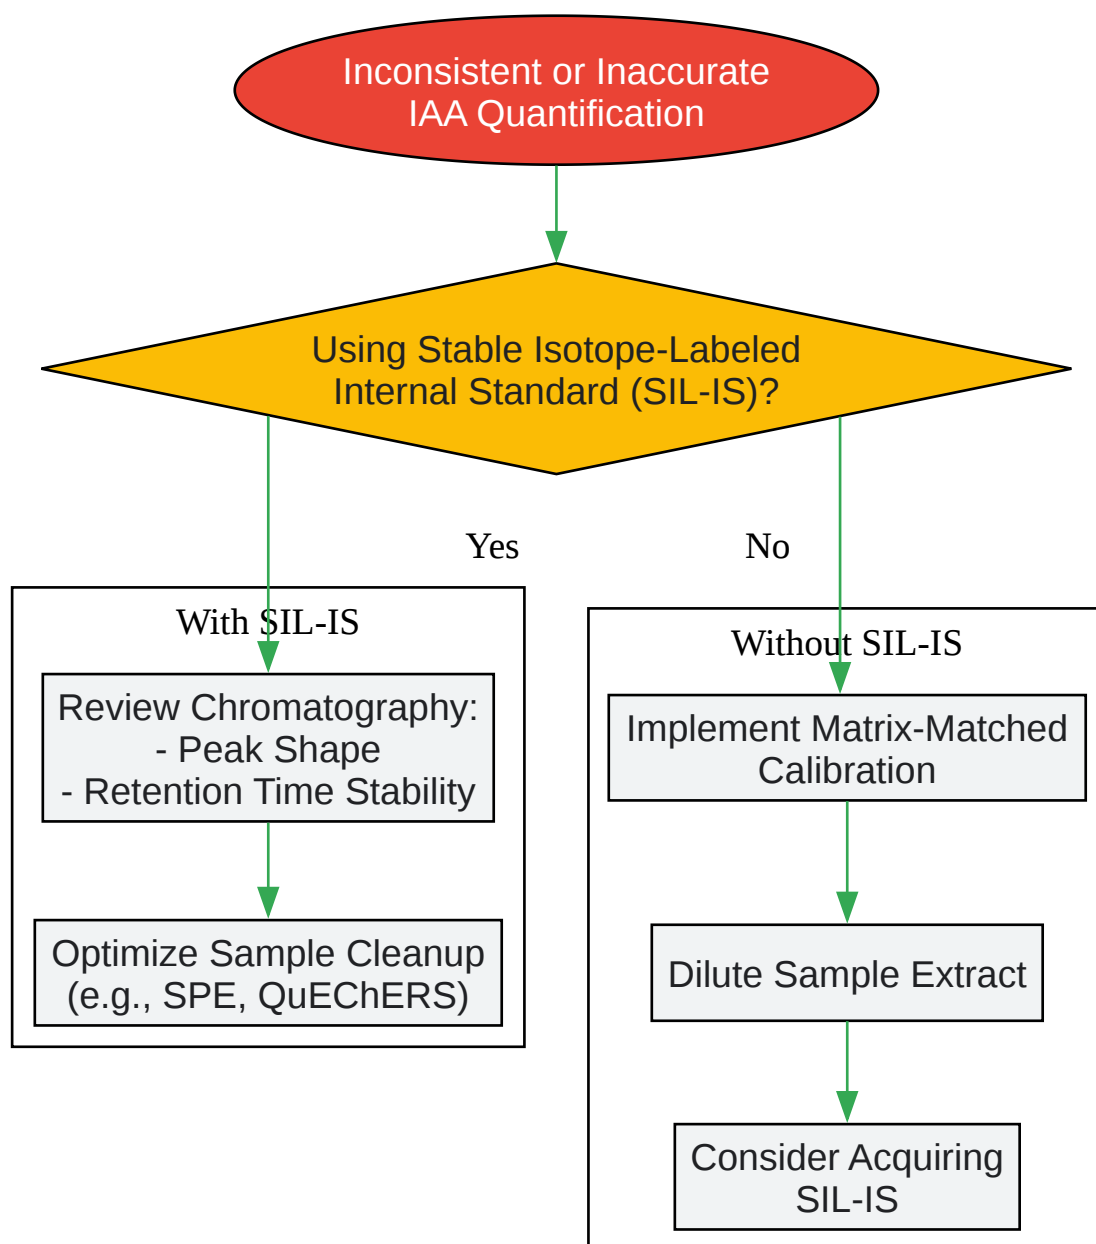 Inconsistent or Inaccurate
IAA Quantification
Using Stable Isotope-Labeled
Internal Standard (SIL-IS)?
Yes
No
With SIL-IS
Review Chromatography:
- Peak Shape
- Retention Time Stability
Optimize Sample Cleanup
(e.g., SPE, QuEChERS)
Without SIL-IS
Implement Matrix-Matched
Calibration
Dilute Sample Extract
Consider Acquiring
SIL-IS